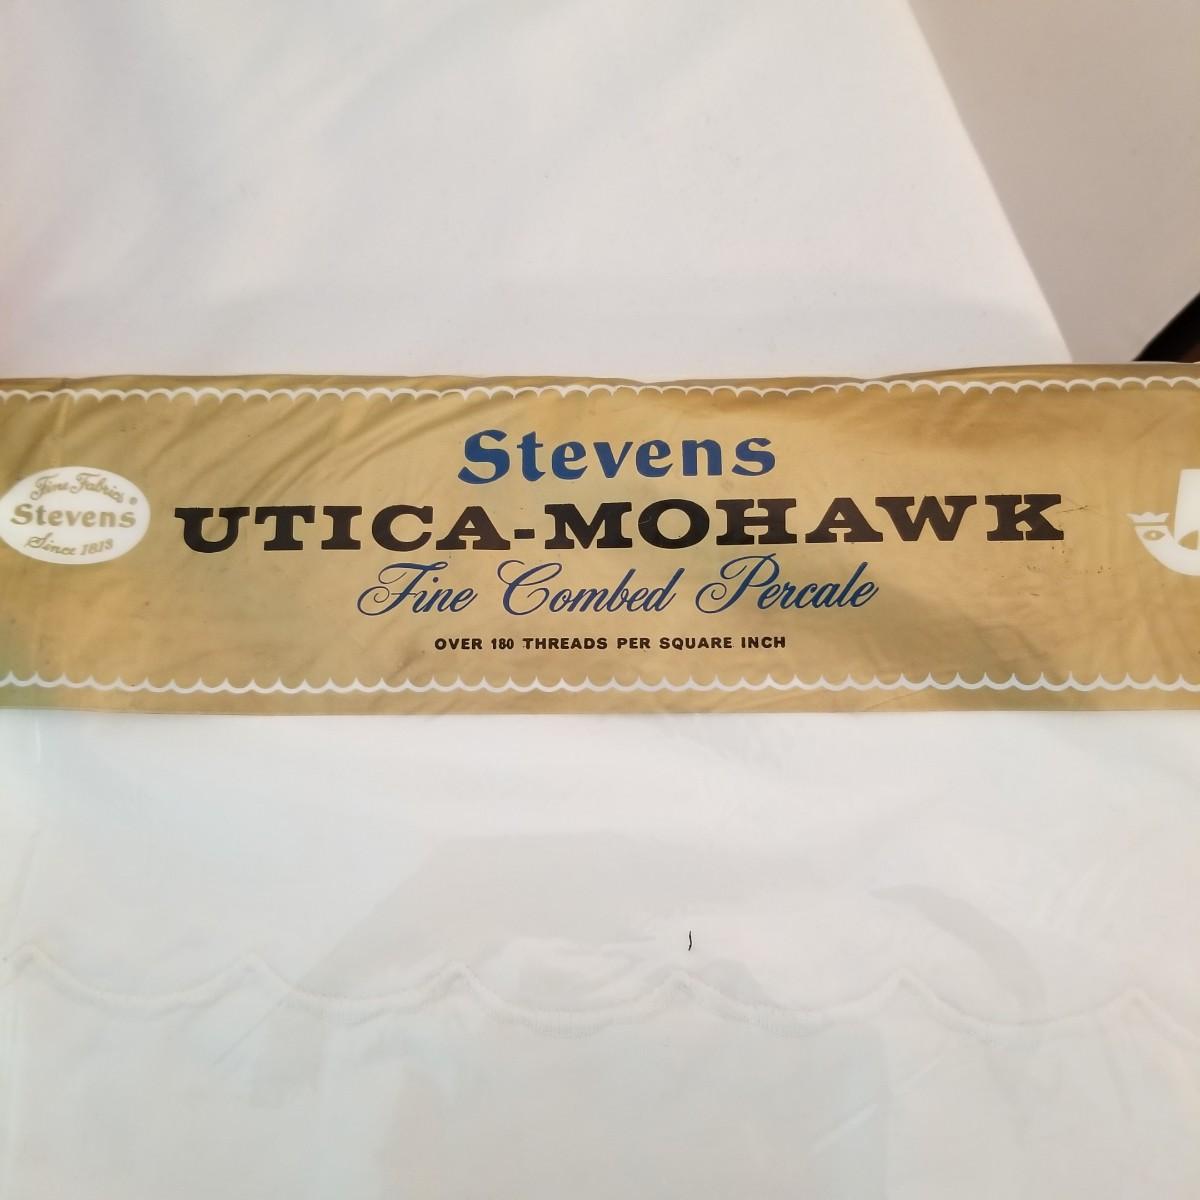 Stevens
UTICA-MOHAWK
Fine Combed Percale
OVER 180 THREADS PER SQUARE INCH
Fine Fabrics ®
Stevens
Since 1813